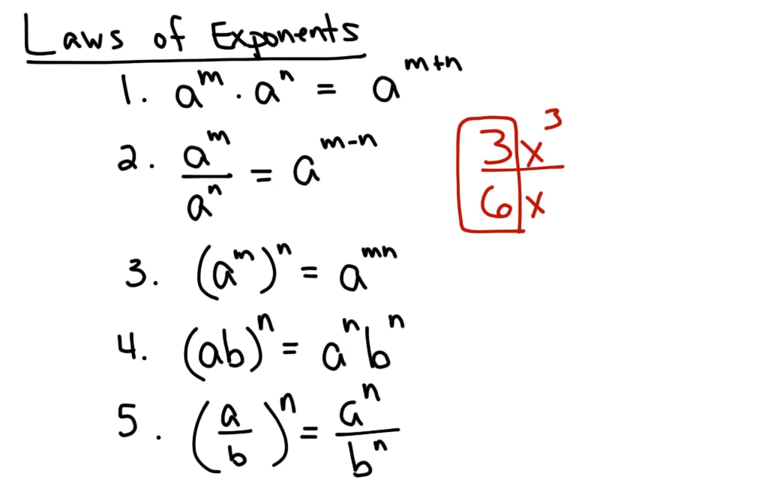 Laws of Exponents
1. a^m · a^n = a^(m+n)
2. a^m / a^n = a^(m-n)
3x^3 / 6x
3. (a^m)^n = a^(mn)
4. (ab)^n = a^n b^n
5. (a/b)^n = a^n / b^n